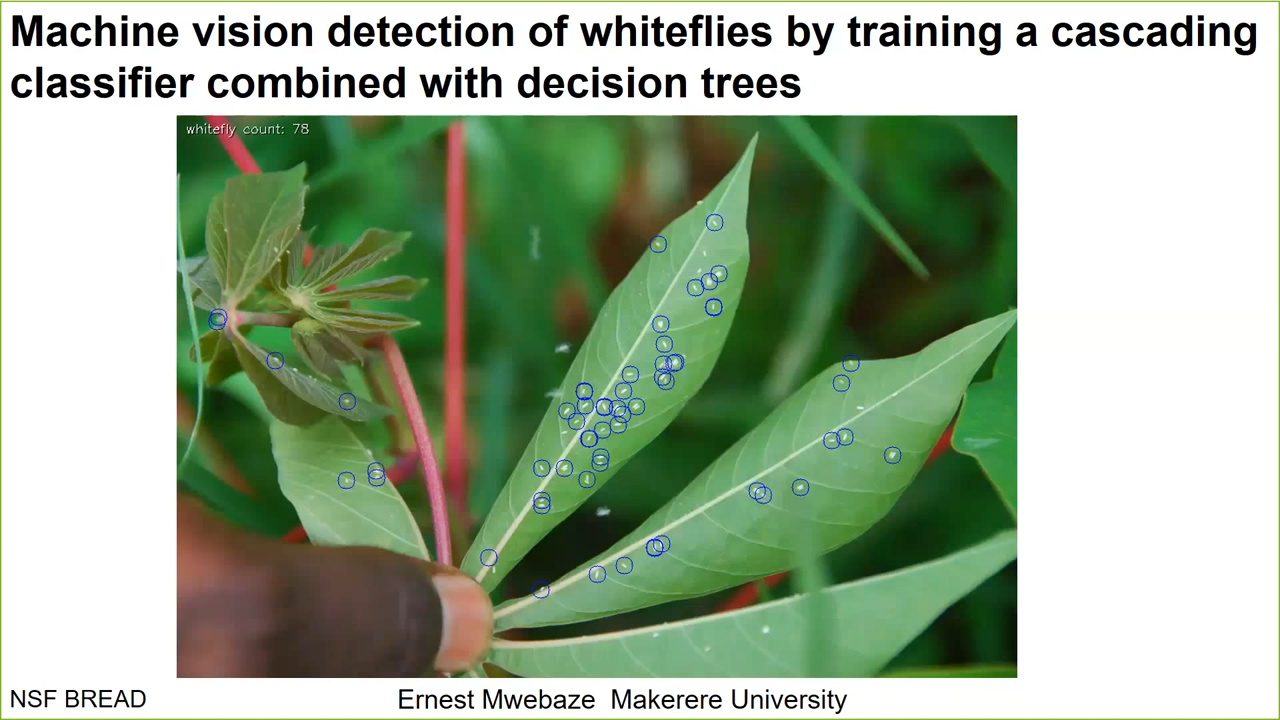 Machine vision detection of whiteflies by training a cascading
classifier combined with decision trees
whitefly count: 78
NSF BREAD
Ernest Mwebaze Makerere University